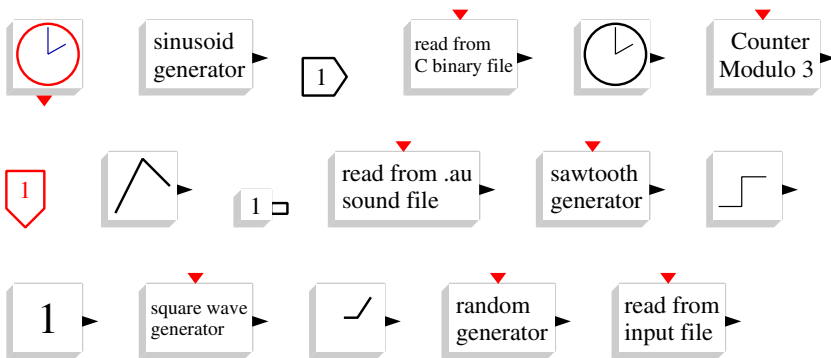 sinusoid
generator
1
read from
C binary file
Counter
Modulo 3
1
1
read from .au
sound file
sawtooth
generator
1
square wave
generator
random
generator
read from
input file